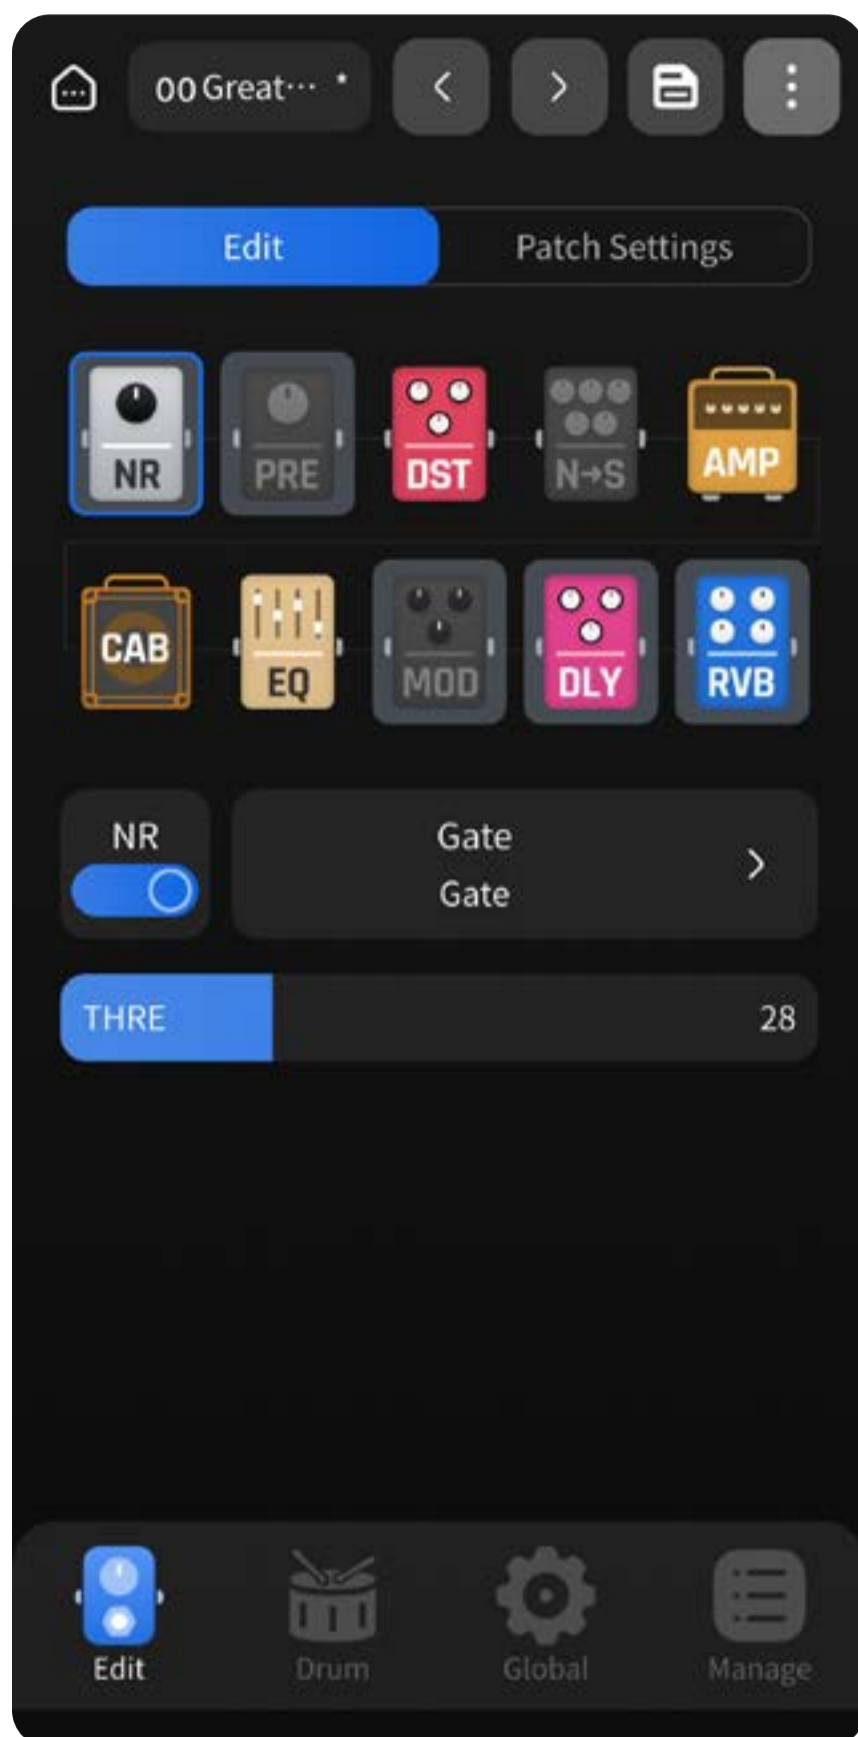 00 Great··· *
Edit
Patch Settings
NR
PRE
DST
N→S
AMP
CAB
EQ
MOD
DLY
RVB
NR
Gate
Gate
THRE
28
Edit
Drum
Global
Manage